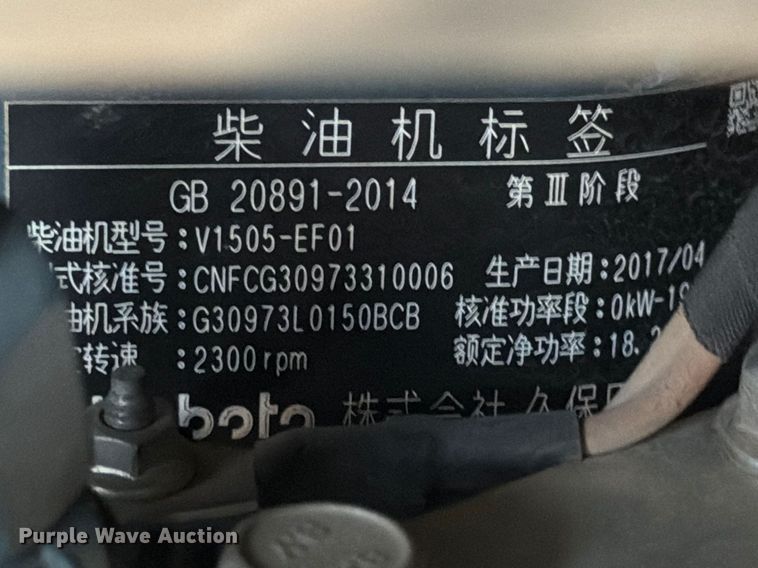 柴油机标签
GB 20891-2014 第Ⅲ阶段
柴油机型号:V1505-EF01
式核准号:CNFCG30973310006 生产日期:2017/04
油机系族:G30973L0150BCB 核准功率段:0kW-1
转速:2300rpm 额定净功率:18.
bota 株式会社久保
Purple Wave Auction